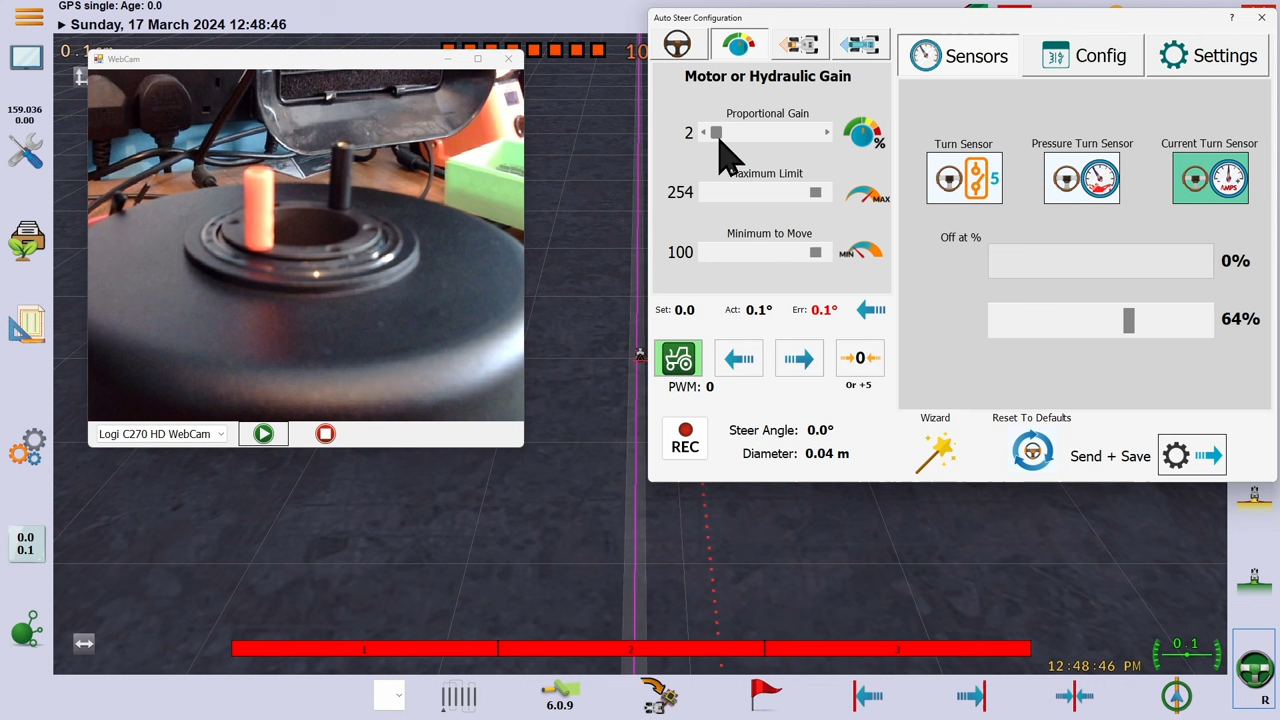 GPS single: Age: 0.0
▸ Sunday, 17 March 2024 12:48:46
WebCam
Logi C270 HD WebCam
159.036
0.00
0.0
0.1
Auto Steer Configuration
?
Motor or Hydraulic Gain
Proportional Gain
2
%
Maximum Limit
254
MAX
Minimum to Move
100
MIN
Set: 0.0 Act: 0.1° Err: 0.1°
→0←
PWM: 0
Or +5
REC
Steer Angle: 0.0°
Diameter: 0.04 m
Sensors
Config
Settings
Turn Sensor
Pressure Turn Sensor
Current Turn Sensor
5
AMPS
Off at %
0%
64%
Wizard
Reset To Defaults
Send + Save
1
2
3
0.1
12:48:46 PM
6.0.9
R